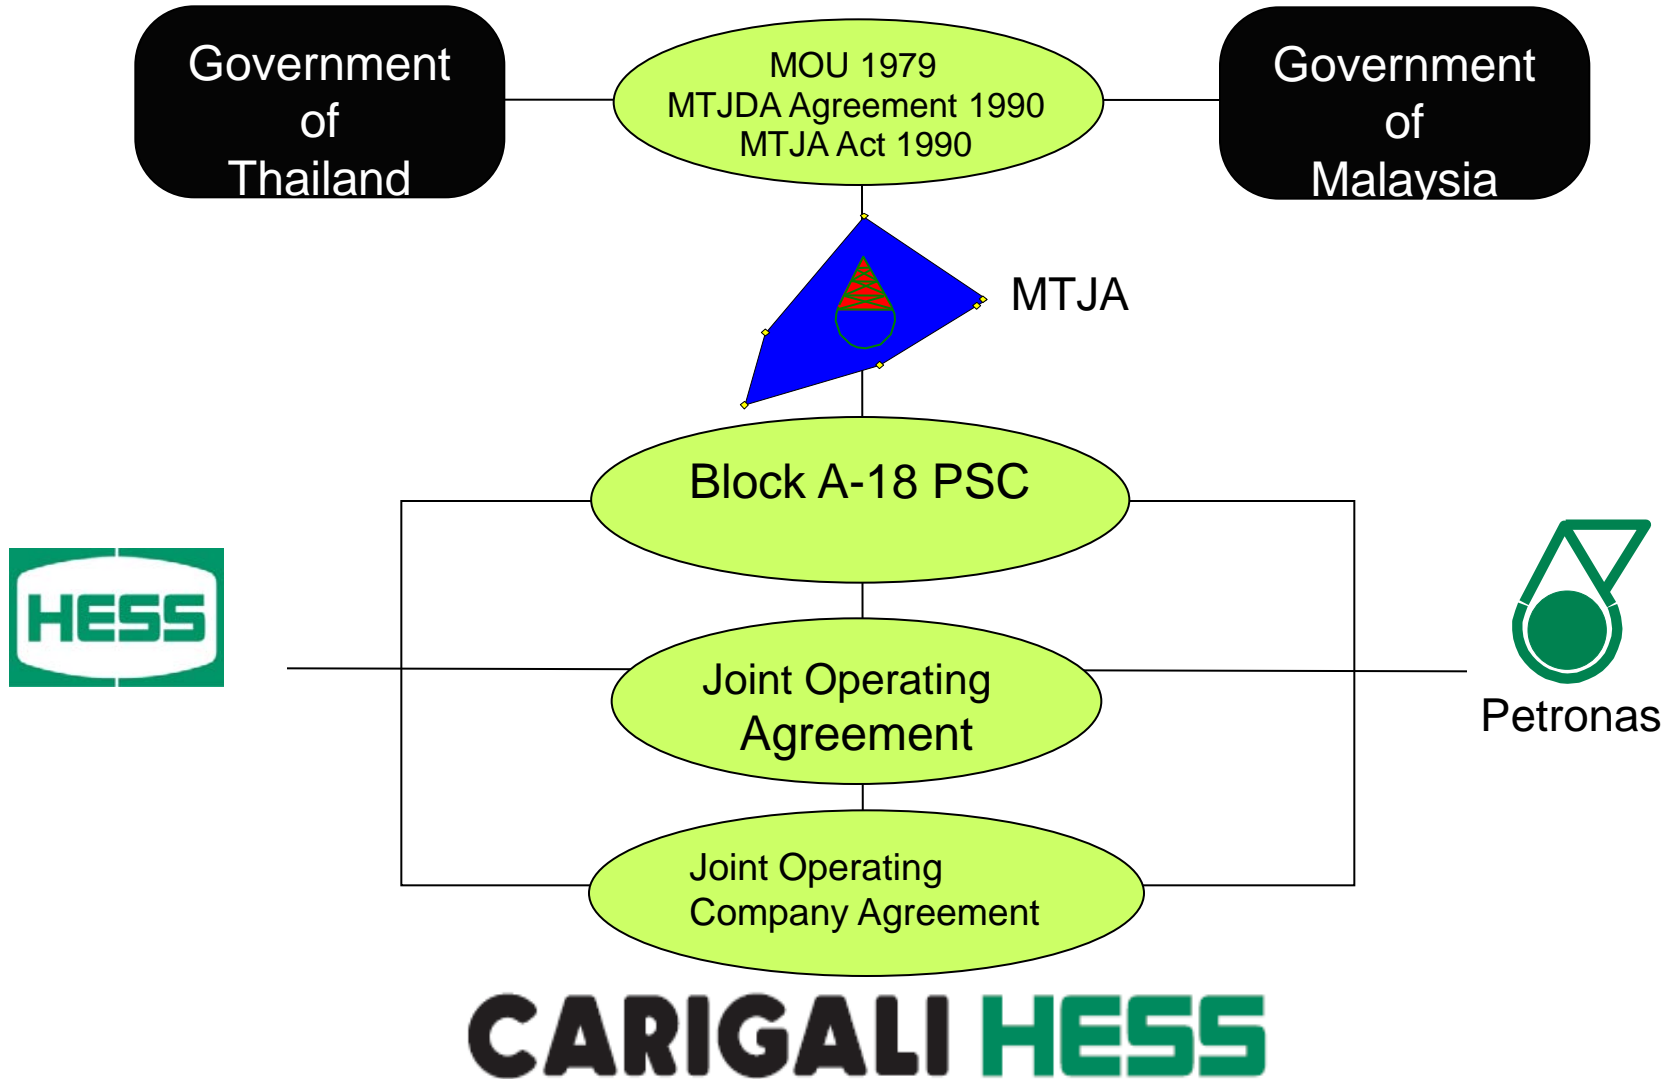 Government
of
Thailand
MOU 1979
MTJDA Agreement 1990
MTJA Act 1990
Government
of
Malaysia
MTJA
Block A-18 PSC
HESS
Joint Operating
Agreement
Petronas
Joint Operating
Company Agreement
CARIGALI HESS